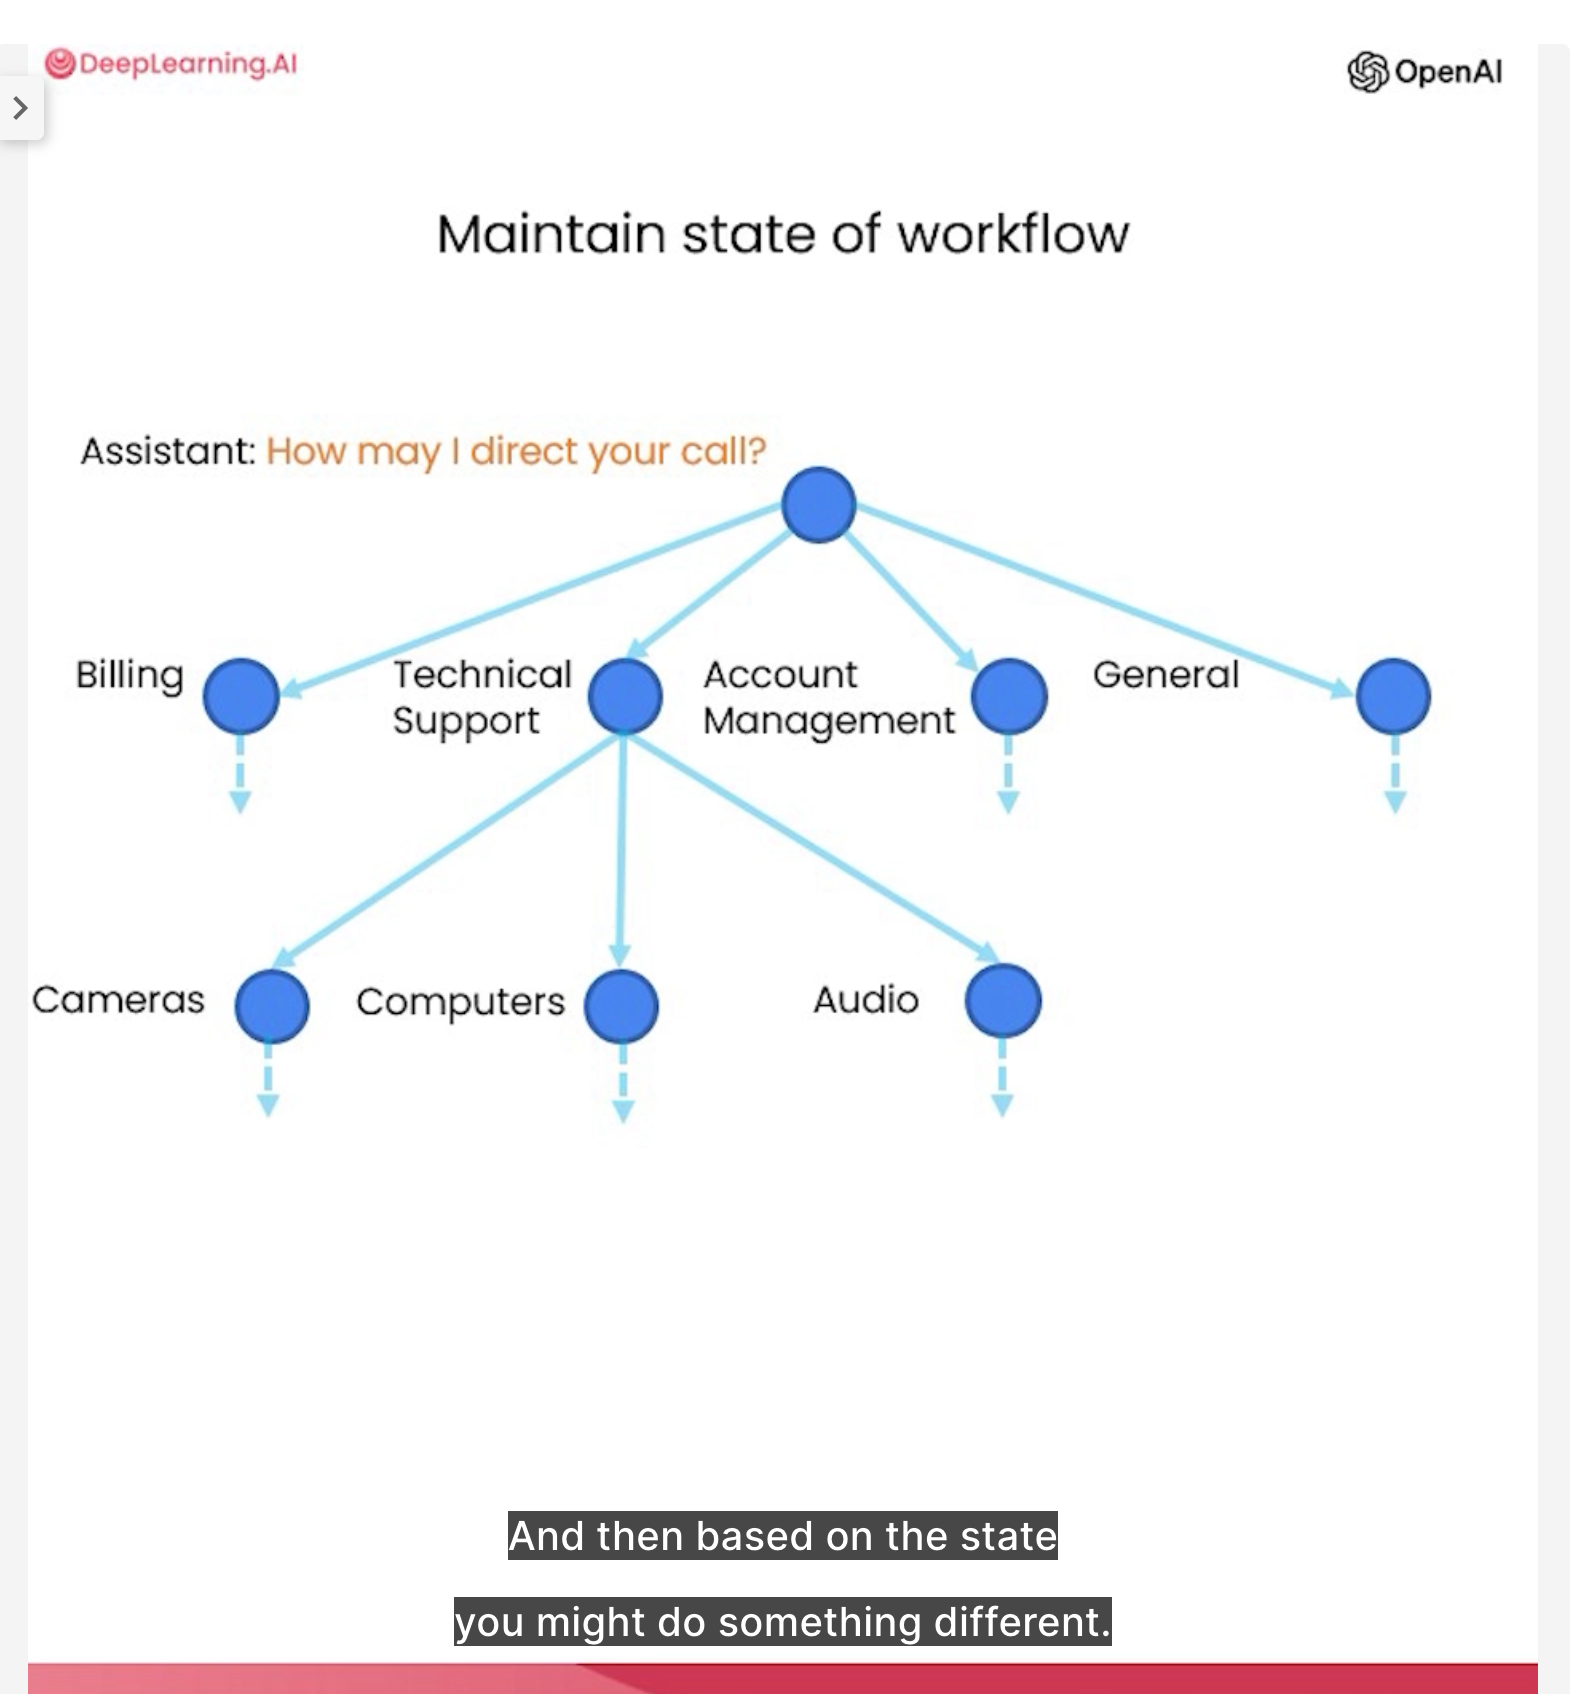 DeepLearning.AI
OpenAI
Maintain state of workflow
Assistant: How may I direct your call?
Billing
Technical
Support
Account
Management
General
Cameras
Computers
Audio
And then based on the state
you might do something different.